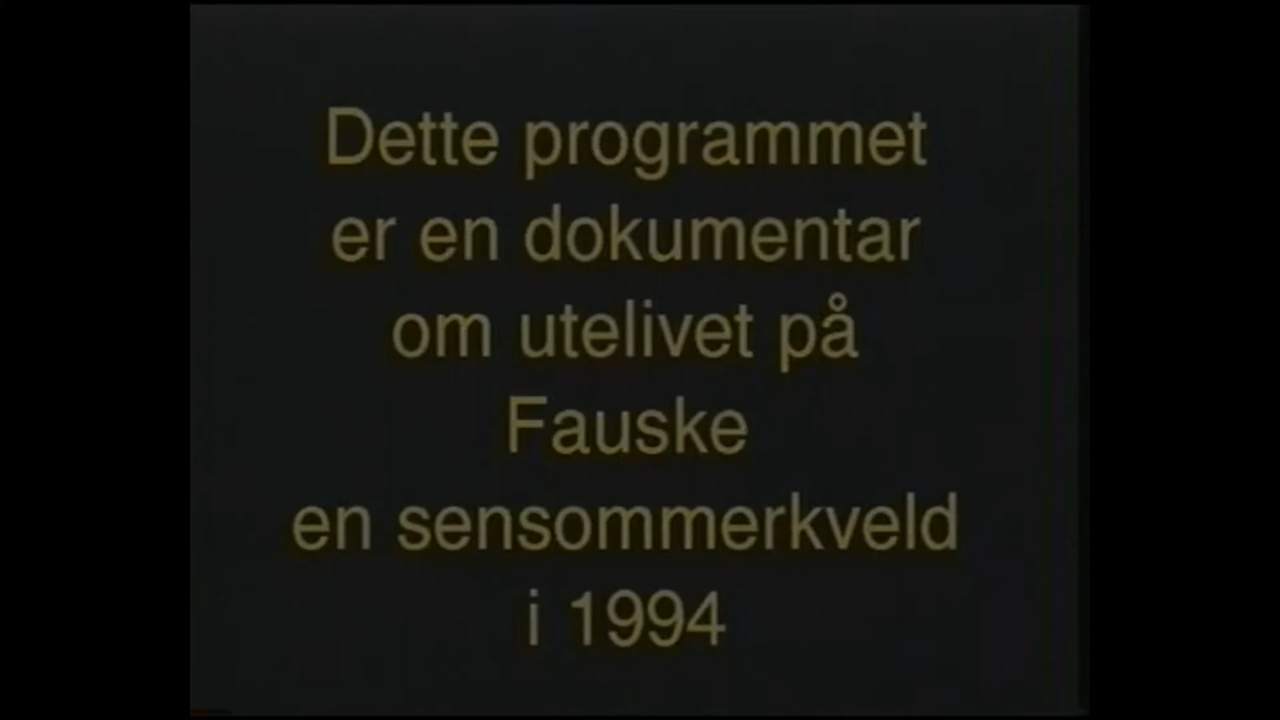 Dette programmet
er en dokumentar
om utelivet på
Fauske
en sensommerkveld
i 1994